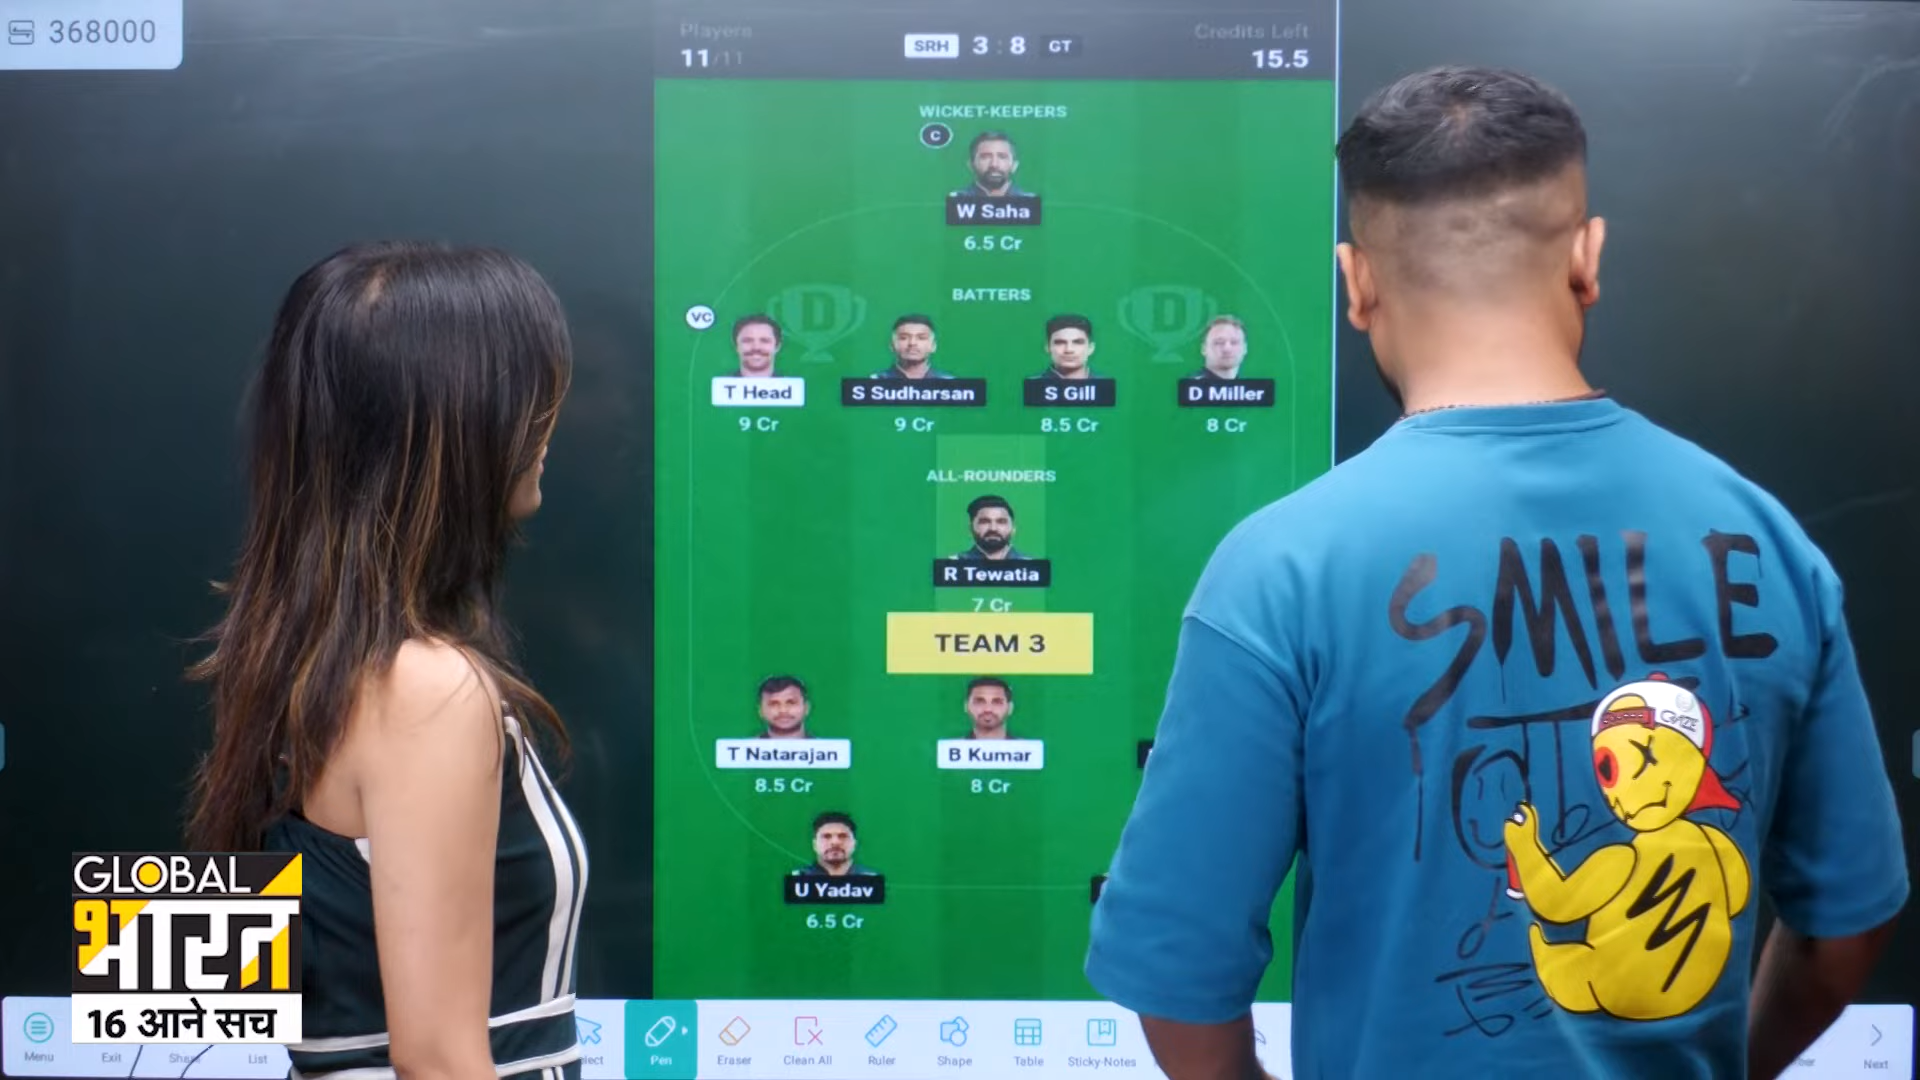 368000
Players
11/11
SRH 3 : 8 GT
Credits Left
15.5
WICKET-KEEPERS
C
W Saha
6.5 Cr
BATTERS
VC
D
D
T Head
S Sudharsan
S Gill
D Miller
9 Cr
9 Cr
8.5 Cr
8 Cr
ALL-ROUNDERS
R Tewatia
7 Cr
TEAM 3
T Natarajan
B Kumar
8.5 Cr
8 Cr
U Yadav
6.5 Cr
SMILE
GAZE
GLOBAL
भारत
16 आने सच
Menu
Exit
List
Pen
Eraser
Clean All
Ruler
Shape
Table
Sticky-Notes
Next